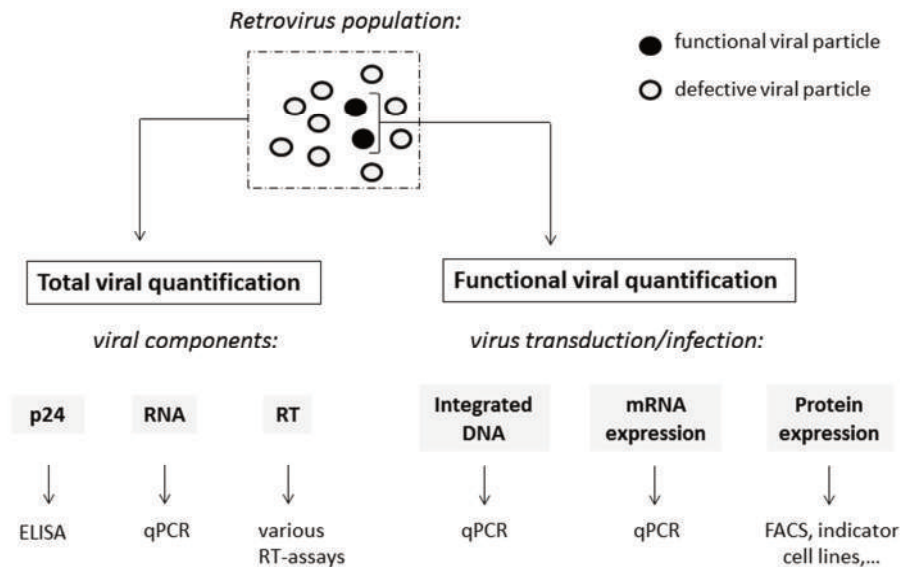 Retrovirus population:
functional viral particle
defective viral particle
Total viral quantification
Functional viral quantification
viral components:
virus transduction/infection:
p24
RNA
RT
Integrated
DNA
mRNA
expression
Protein
expression
ELISA
qPCR
various
RT-assays
qPCR
qPCR
FACS, indicator
cell lines,...